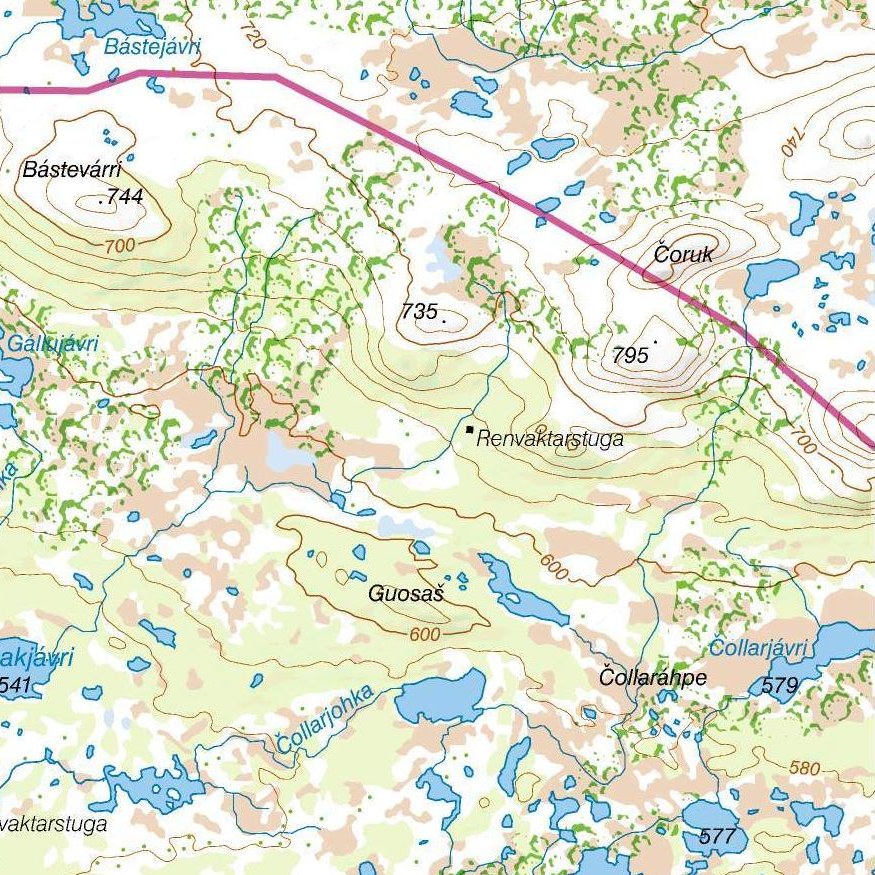 720
Bástejávri
740
Bástevárri
.744
700
Čoruk
735.
795
Gállujávri
Renvaktarstuga
700
600
Guosaš
600
akjávri
541
Čollarjávri
Čollaráhpe
579
Čollarjohka
580
vaktarstuga
577